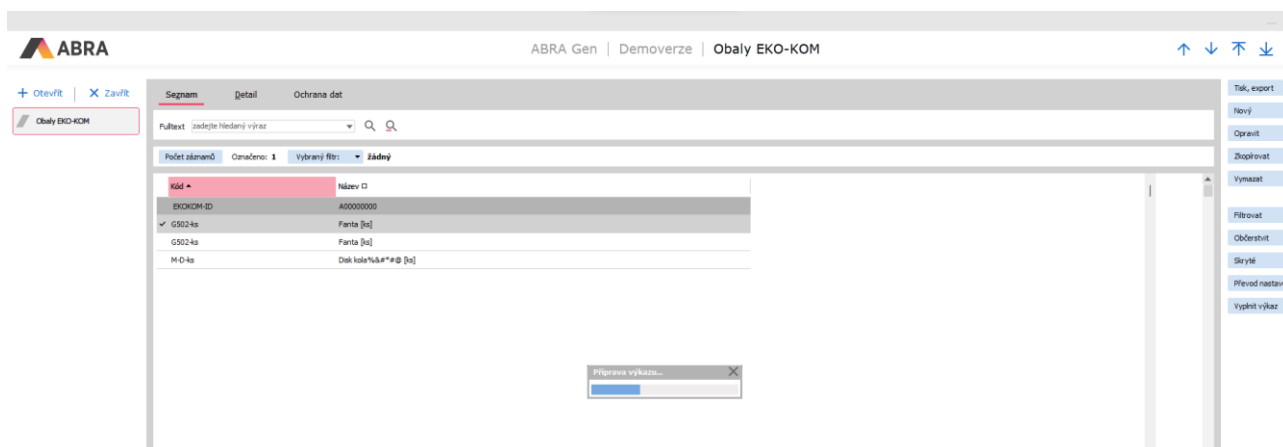 ABRA
ABRA Gen | Demoverze | Obaly EKO-KOM
+ Otevřít | X Zavřít
Obaly EKO-KOM
Seznam Detail Ochrana dat
Fulltext zadejte hledaný výraz
Počet záznamů Označeno: 1 Vybraný filtr: žádný
Kód Název
EKOKOM-ID A00000000
✓ G502-ks Fanta [ks]
G502-ks Fanta [ks]
M-D-ks Disk kola%&#*#@ [ks]
Příprava výkazu...
Tisk, export
Nový
Opravit
Zkopírovat
Vymazat
Filtrovat
Občerstvit
Skryté
Převod nastav
Vyplnit výkaz